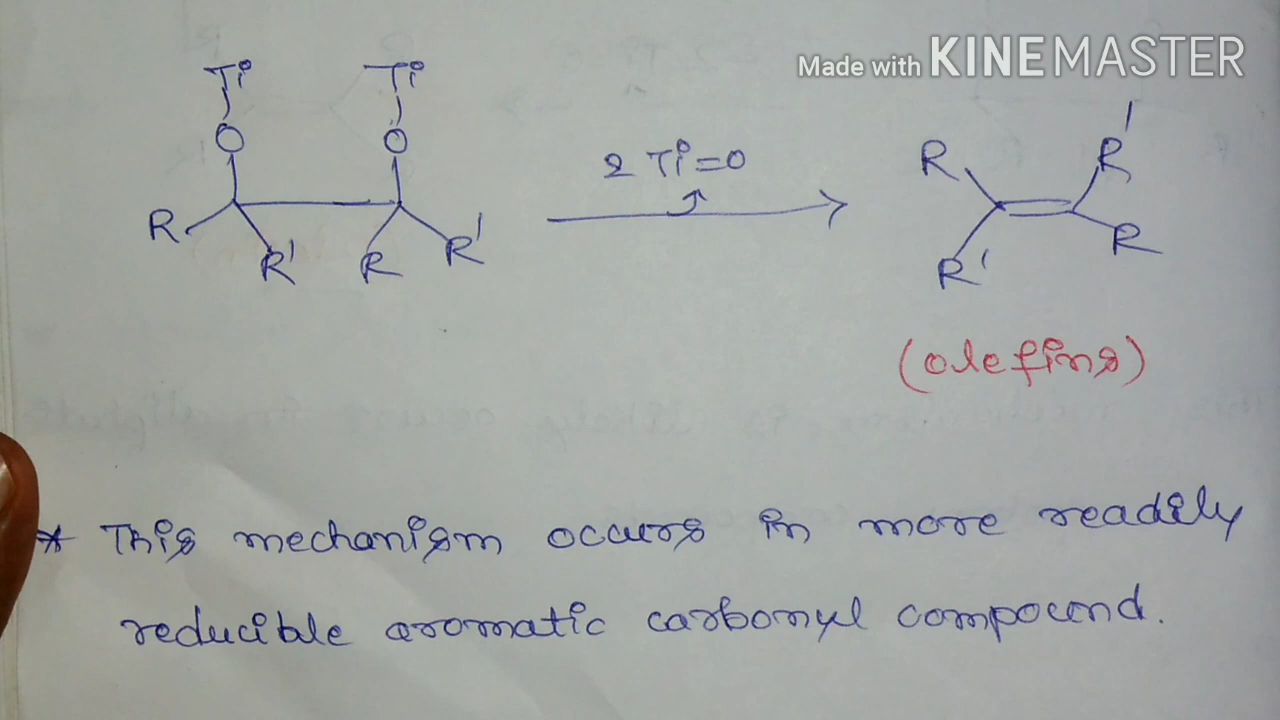 Made with KINEMASTER
Ti Ti
O O
R R' R R'
2 Ti=O
R R'
R' R
(olefins)
* This mechanism occurs in more readily
reducible aromatic carbonyl compound.